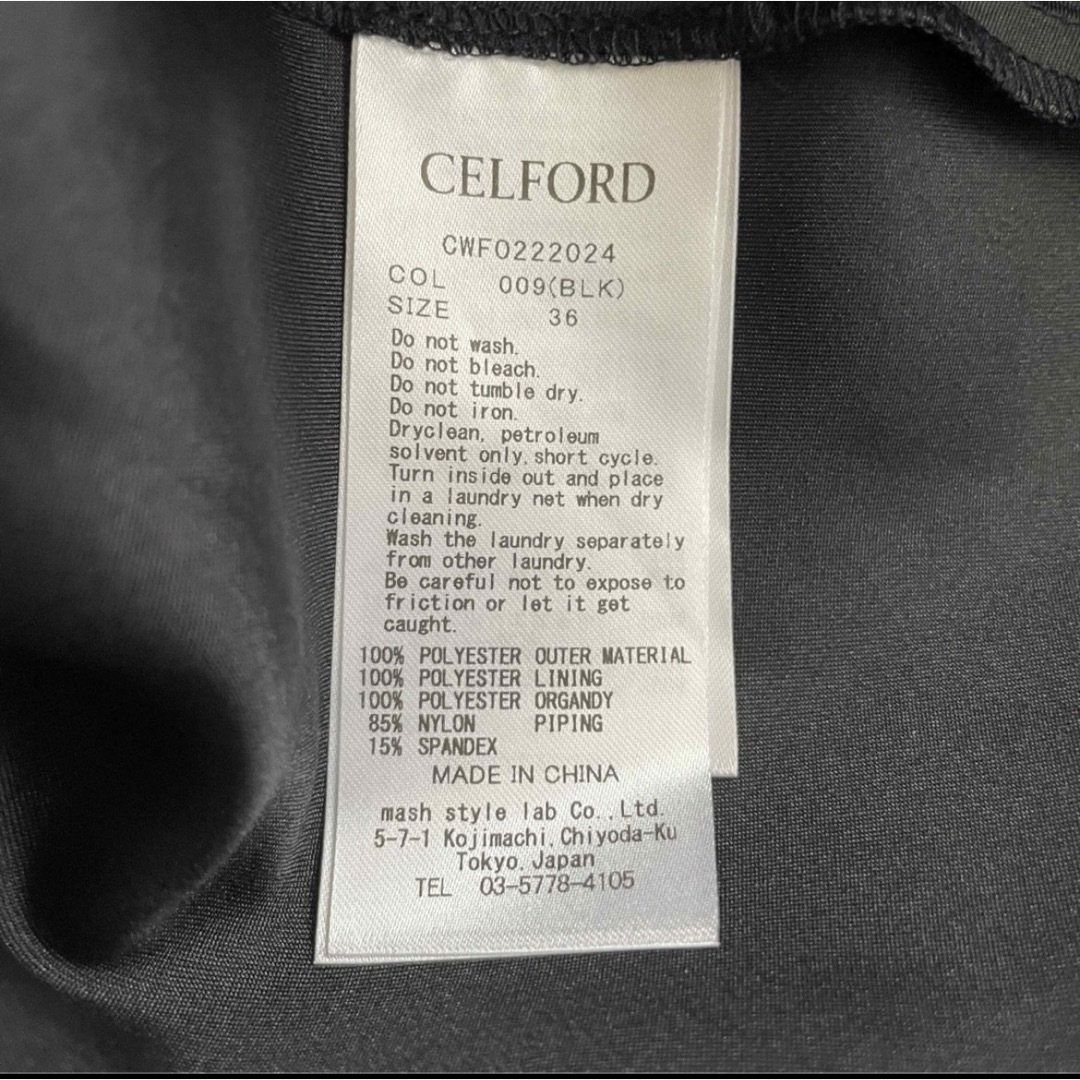 CELFORD
CWFO222024
COL 009(BLK)
SIZE 36
Do not wash.
Do not bleach.
Do not tumble dry.
Do not iron.
Dryclean, petroleum
solvent only, short cycle.
Turn inside out and place
in a laundry net when dry
cleaning.
Wash the laundry separately
from other laundry.
Be careful not to expose to
friction or let it get
caught.
100% POLYESTER OUTER MATERIAL
100% POLYESTER LINING
100% POLYESTER ORGANDY
85% NYLON PIPING
15% SPANDEX
MADE IN CHINA
mash style lab Co., Ltd.
5-7-1 Kojimachi, Chiyoda-Ku
Tokyo, Japan
TEL 03-5778-4105